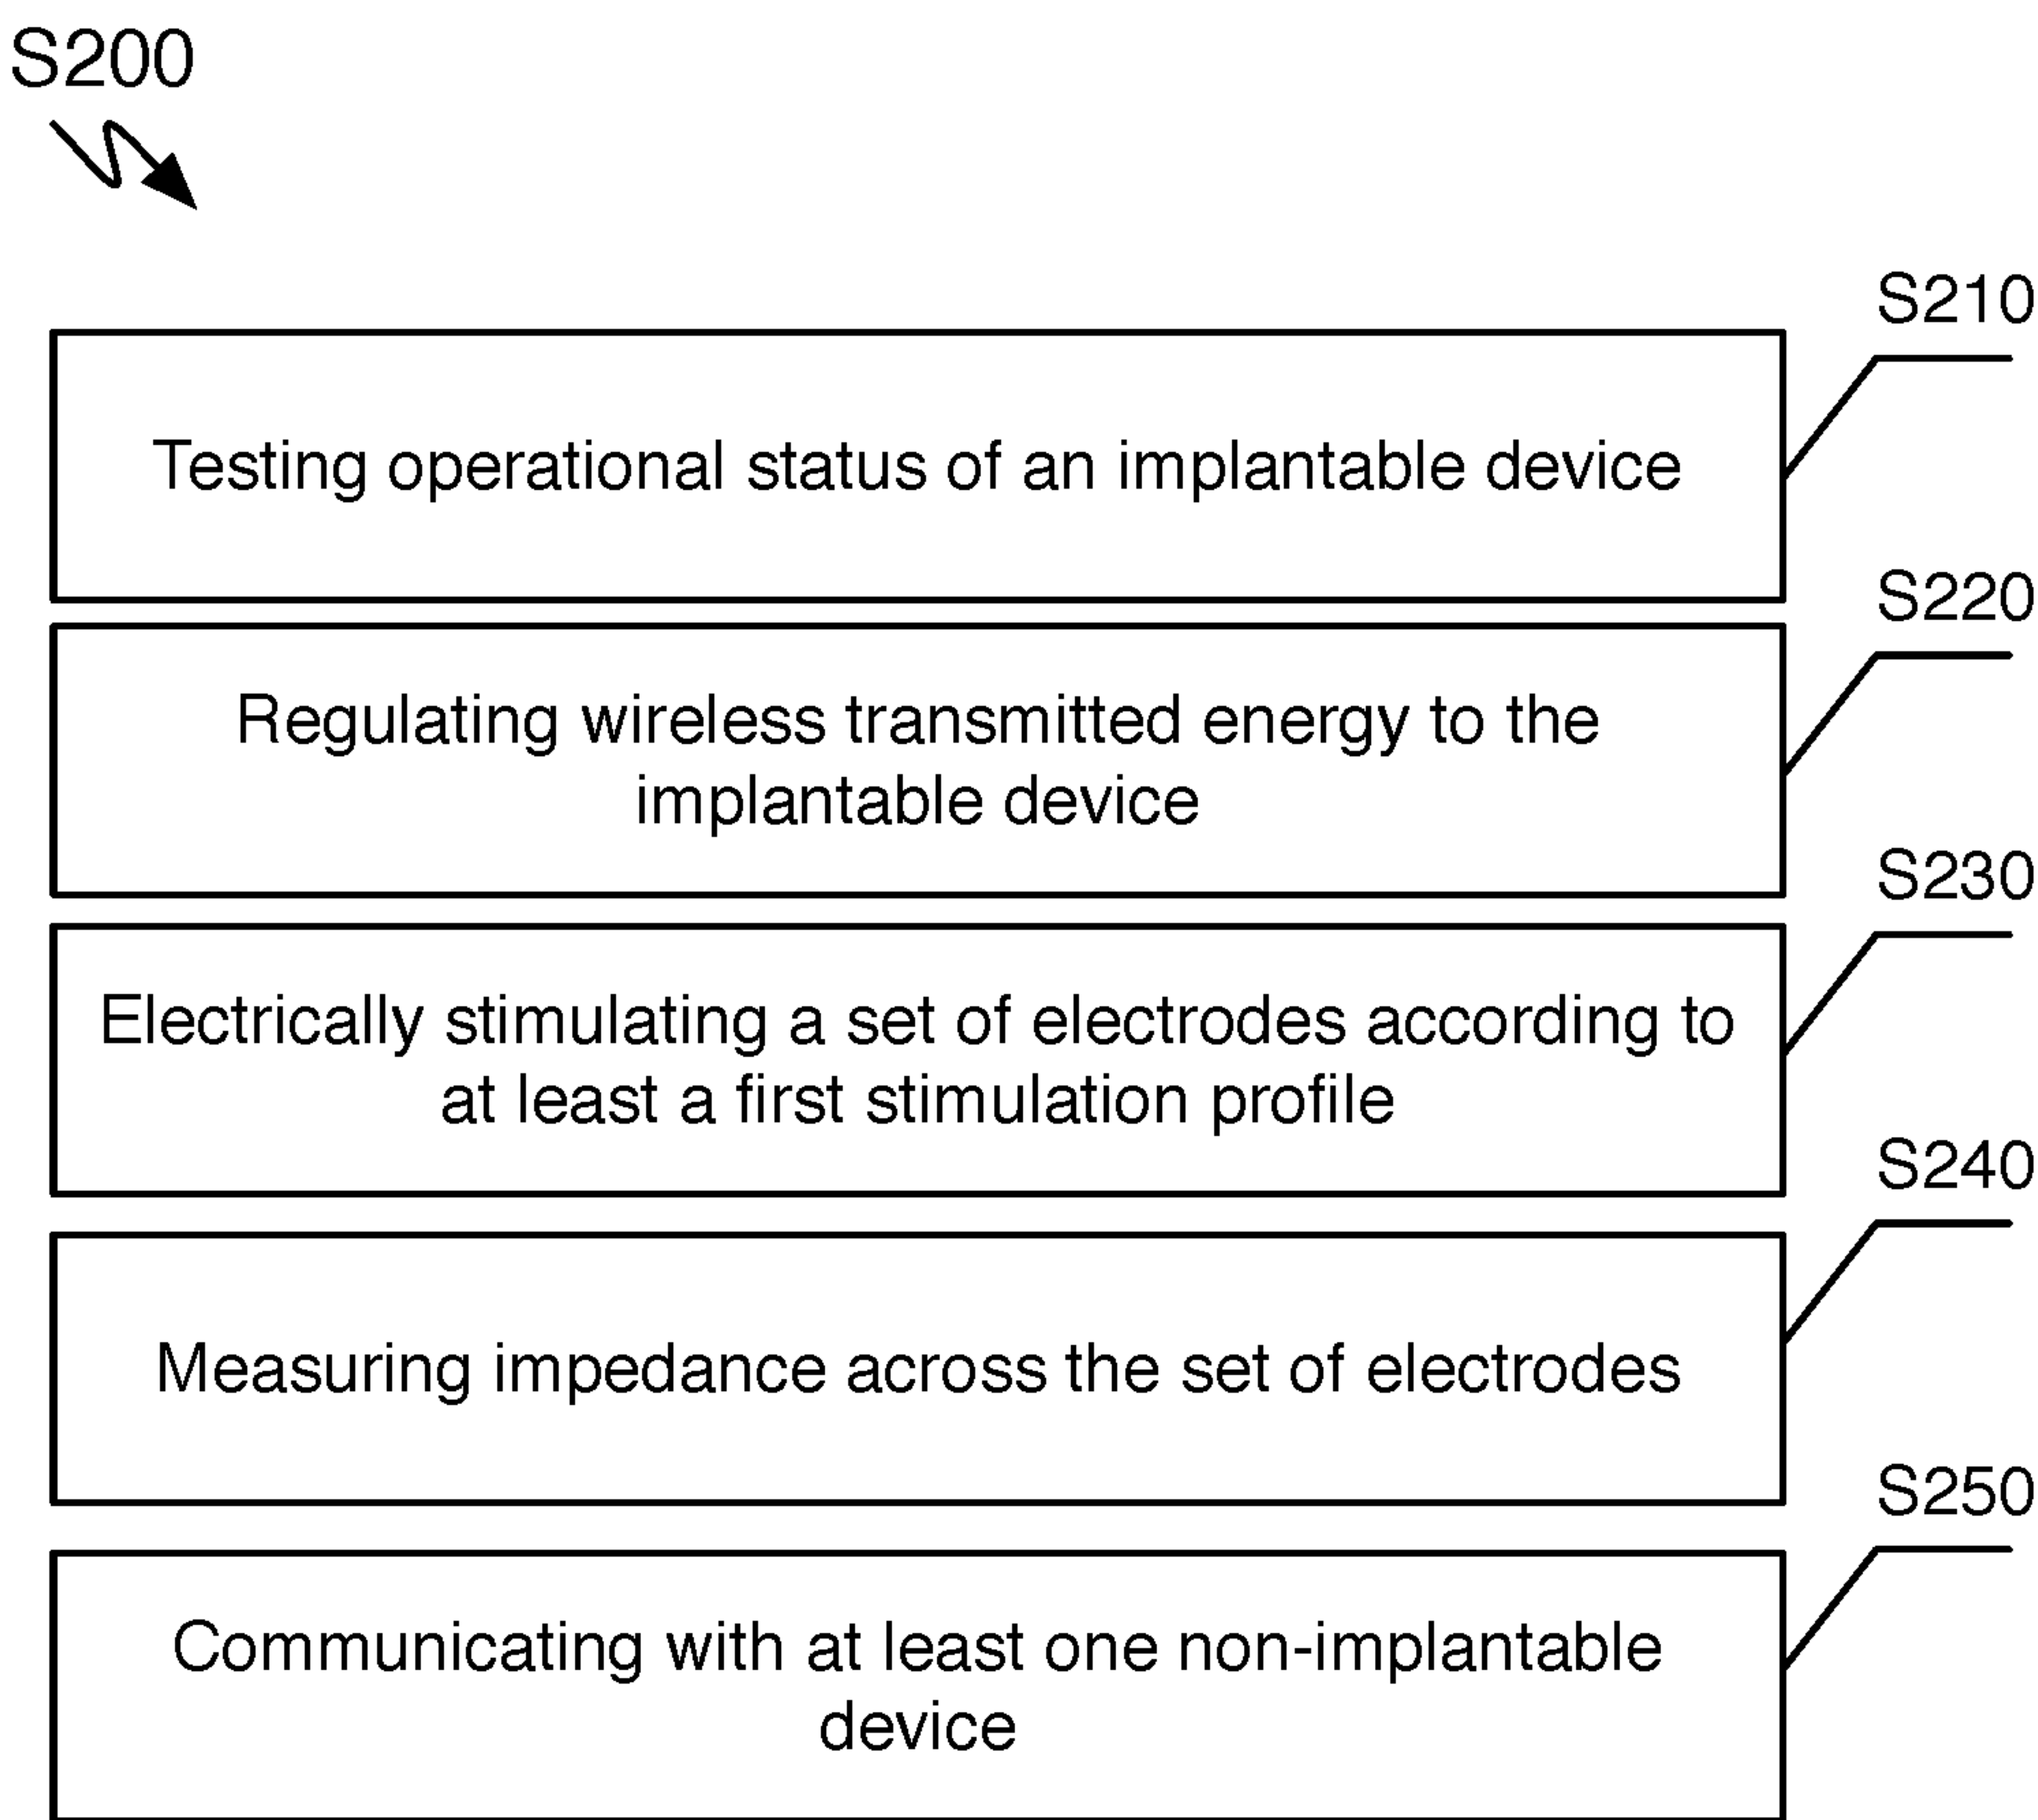 S200
S210
Testing operational status of an implantable device
S220
Regulating wireless transmitted energy to the
implantable device
S230
Electrically stimulating a set of electrodes according to
at least a first stimulation profile
S240
Measuring impedance across the set of electrodes
S250
Communicating with at least one non-implantable
device